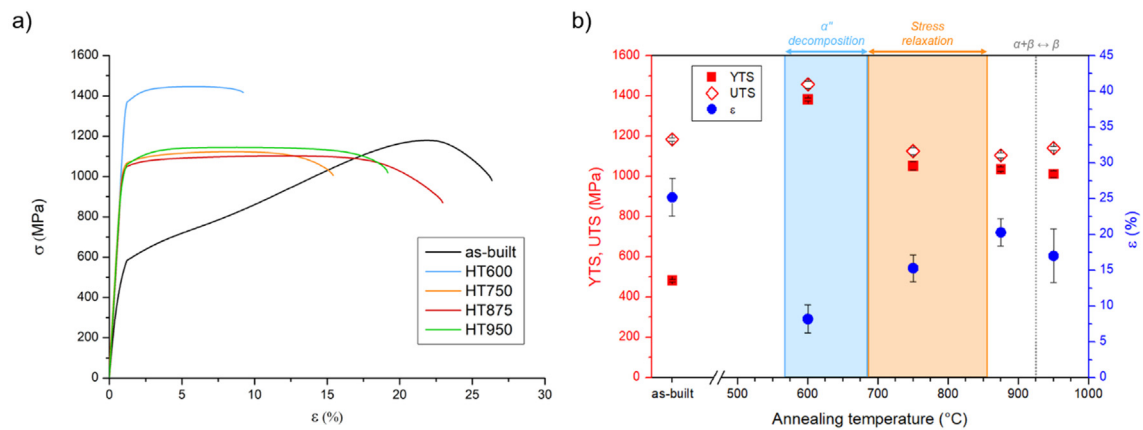 a)
1600
1400
1200
1000
800
600
400
200
0
σ (MPa)
as-built
HT600
HT750
HT875
HT950
0 5 10 15 20 25 30
ε (%)
b)
α"
decomposition
Stress
relaxation
α+β ↔ β
1600
1400
1200
1000
800
600
400
200
0
YTS, UTS (MPa)
YTS
UTS
ε
45
40
35
30
25
20
15
10
5
0
ε (%)
as-built 500 600 700 800 900 1000
Annealing temperature (°C)